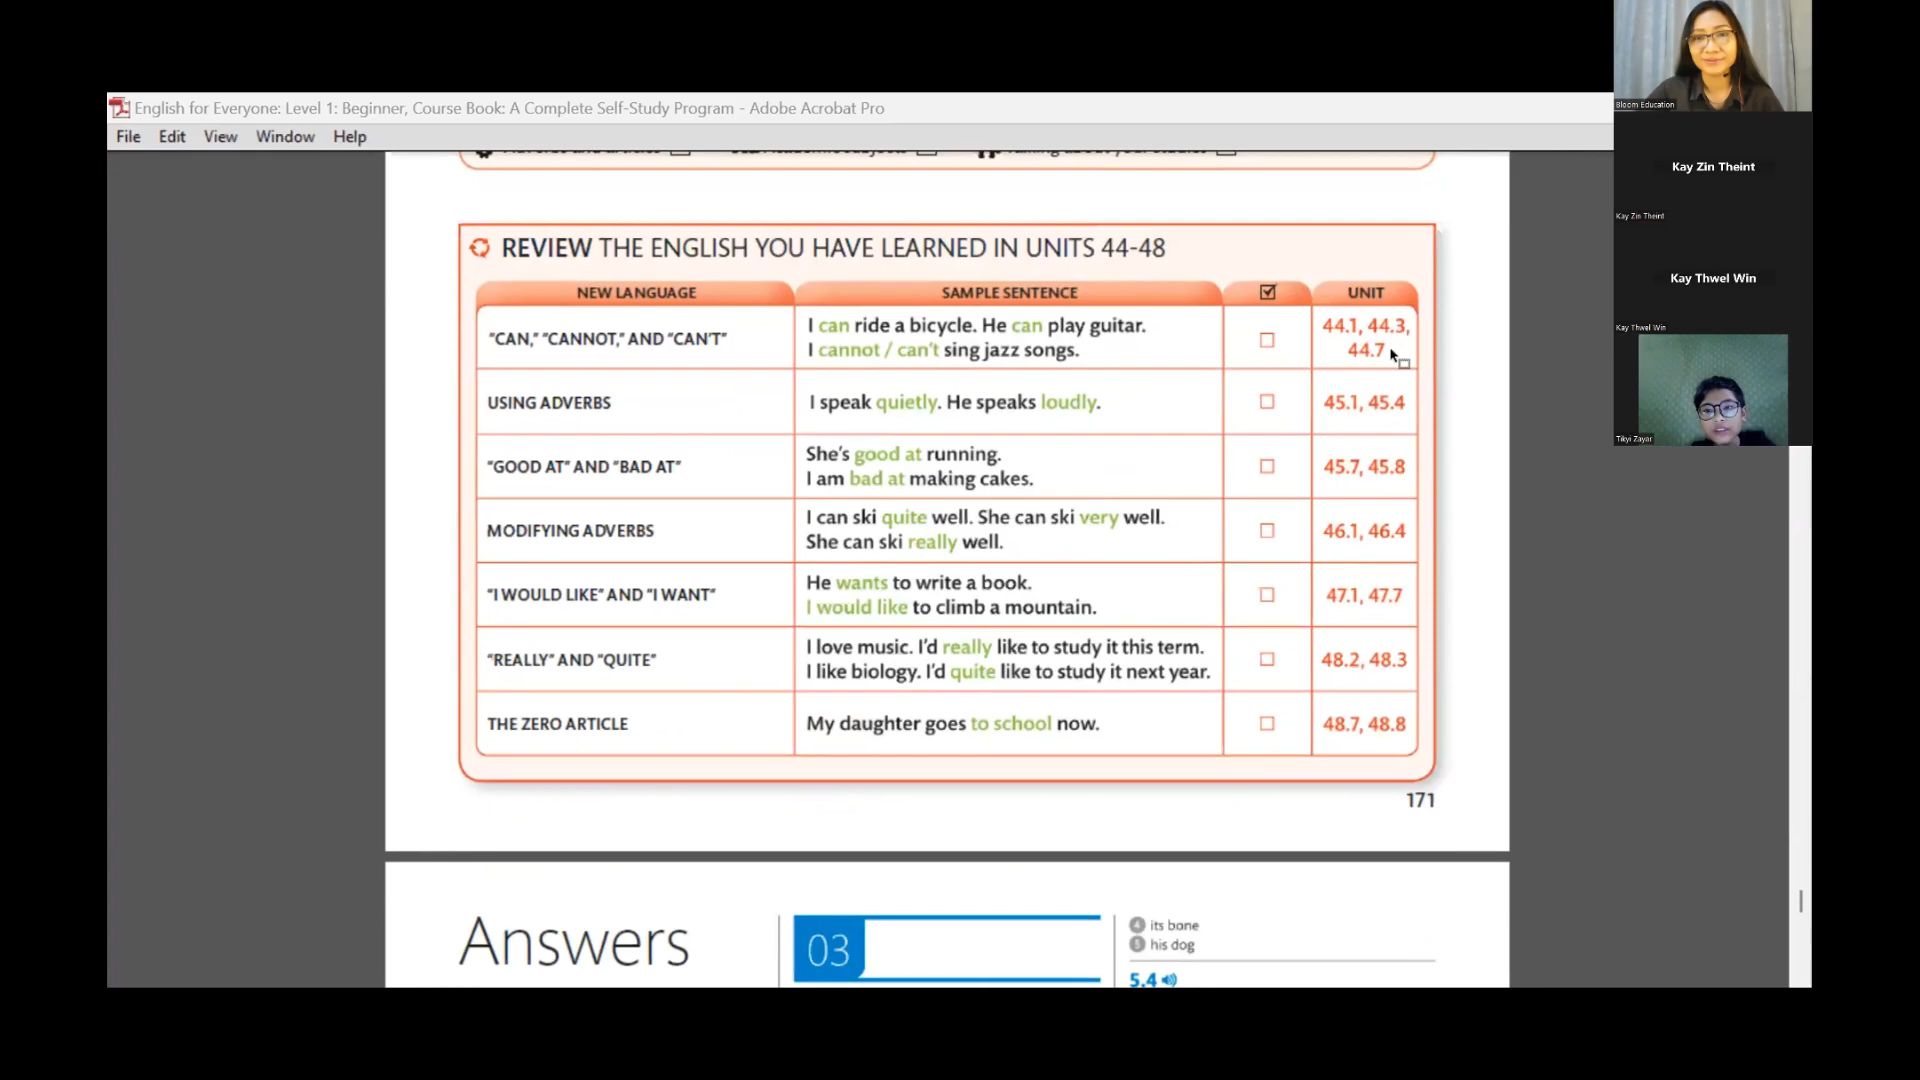 English for Everyone: Level 1: Beginner, Course Book: A Complete Self-Study Program - Adobe Acrobat Pro
File Edit View Window Help
REVIEW THE ENGLISH YOU HAVE LEARNED IN UNITS 44-48
NEW LANGUAGE SAMPLE SENTENCE UNIT
"CAN," "CANNOT," AND "CAN'T"
I can ride a bicycle. He can play guitar.
I cannot / can't sing jazz songs.
44.1, 44.3,
44.7
USING ADVERBS
I speak quietly. He speaks loudly.
45.1, 45.4
"GOOD AT" AND "BAD AT"
She's good at running.
I am bad at making cakes.
45.7, 45.8
MODIFYING ADVERBS
I can ski quite well. She can ski very well.
She can ski really well.
46.1, 46.4
"I WOULD LIKE" AND "I WANT"
He wants to write a book.
I would like to climb a mountain.
47.1, 47.7
"REALLY" AND "QUITE"
I love music. I'd really like to study it this term.
I like biology. I'd quite like to study it next year.
48.2, 48.3
THE ZERO ARTICLE
My daughter goes to school now.
48.7, 48.8
171
Answers
03
4 its bone
5 his dog
5.4
Bloom Education
Kay Zin Theint
Kay Zin Theint
Kay Thwel Win
Kay Thwel Win
Tikyi Zayar